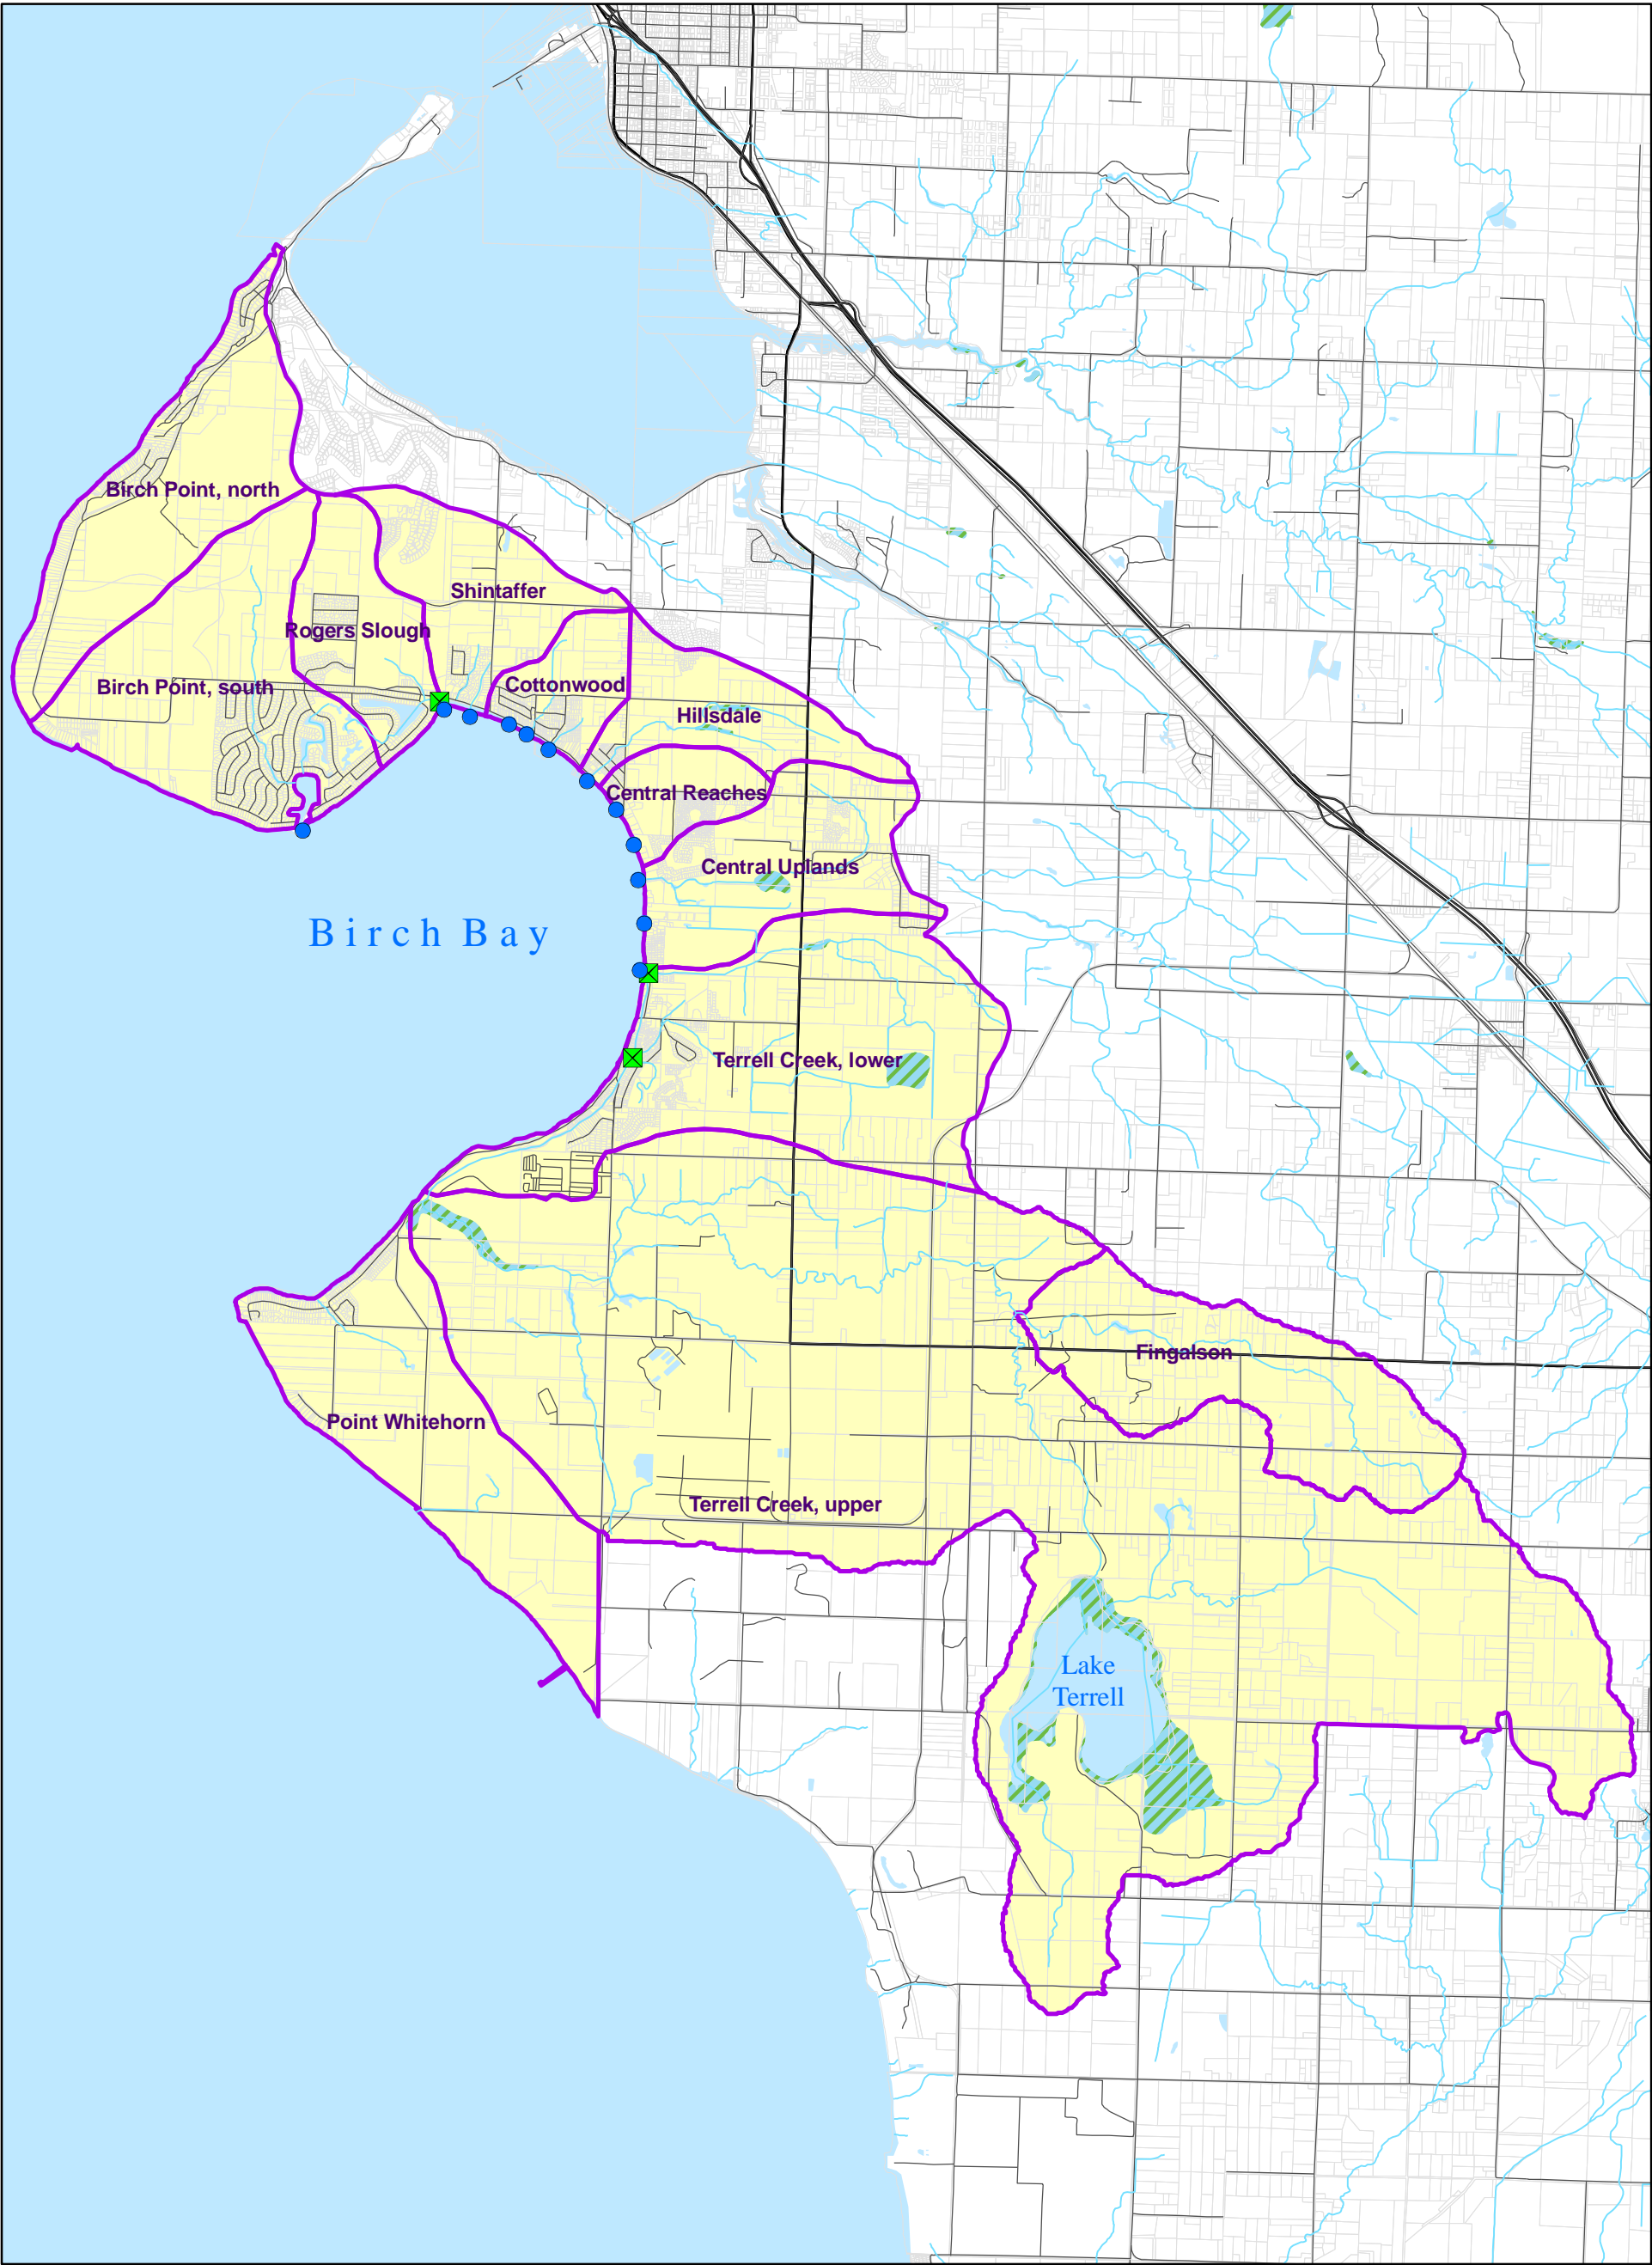 Birch Point, north
Shintaffer
Rogers Slough
Birch Point, south
Cottonwood
Hillsdale
Central Reaches
Central Uplands
Birch Bay
Terrell Creek, lower
Fingalson
Point Whitehorn
Terrell Creek, upper
Lake
Terrell